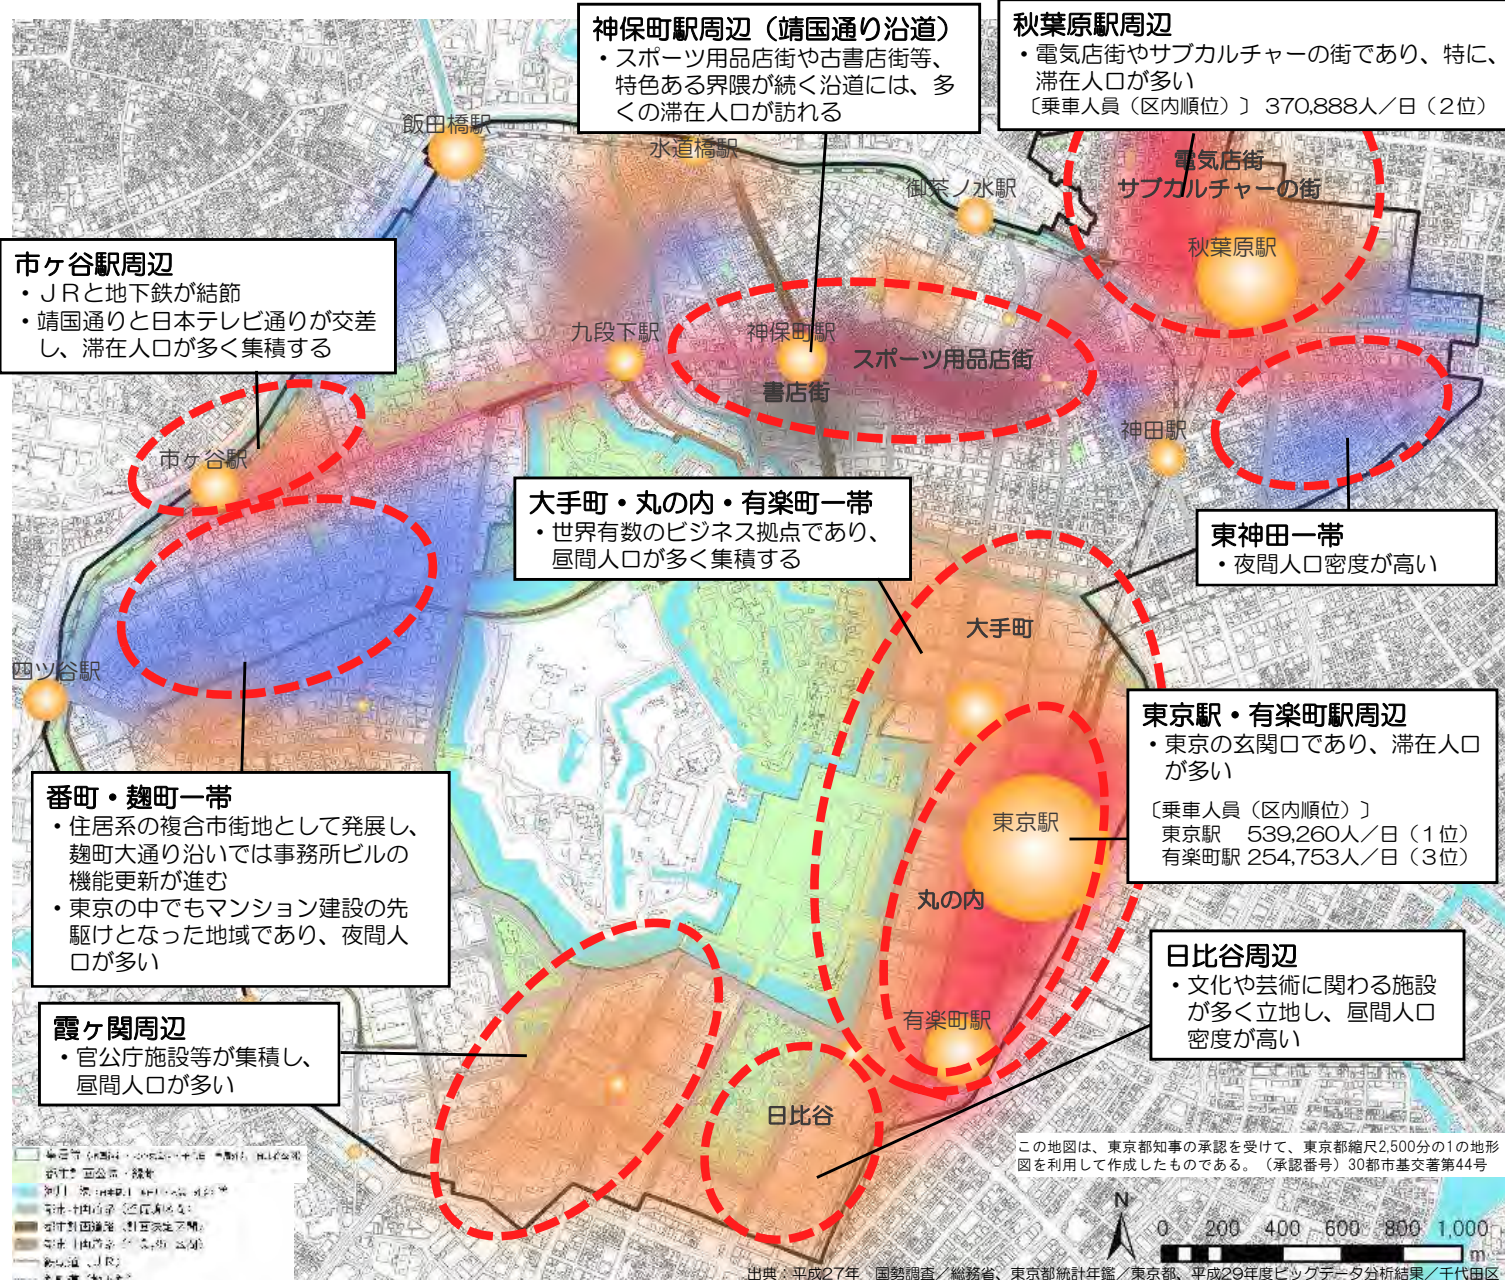 神保町駅周辺（靖国通り沿道）
・スポーツ用品店街や古書店街等、
特色ある界隈が続く沿道には、多
くの滞在人口が訪れる
秋葉原駅周辺
・電気店街やサブカルチャーの街であり、特に、
滞在人口が多い
〔乗車人員（区内順位）〕 370,888人／日（２位）
飯田橋駅
水道橋駅
御茶ノ水駅
電気店街
サブカルチャーの街
秋葉原駅
市ヶ谷駅周辺
・ＪＲと地下鉄が結節
・靖国通りと日本テレビ通りが交差
し、滞在人口が多く集積する
九段下駅
神保町駅
スポーツ用品店街
書店街
神田駅
市ヶ谷駅
大手町・丸の内・有楽町一帯
・世界有数のビジネス拠点であり、
昼間人口が多く集積する
東神田一帯
・夜間人口密度が高い
大手町
四ツ谷駅
東京駅・有楽町駅周辺
・東京の玄関口であり、滞在人口
が多い
〔乗車人員（区内順位）〕
東京駅 539,260人／日（１位）
有楽町駅 254,753人／日（３位）
番町・麹町一帯
・住居系の複合市街地として発展し、
麹町大通り沿いでは事務所ビルの
機能更新が進む
・東京の中でもマンション建設の先
駆けとなった地域であり、夜間人
口が多い
東京駅
丸の内
日比谷周辺
・文化や芸術に関わる施設
が多く立地し、昼間人口
密度が高い
霞ヶ関周辺
・官公庁施設等が集積し、
昼間人口が多い
有楽町駅
日比谷
この地図は、東京都知事の承認を受けて、東京都縮尺2,500分の1の地形
図を利用して作成したものである。（承認番号）30都市基交著第44号
N
0 200 400 600 800 1,000
m
出典：平成27年 国勢調査／総務省、東京都統計年鑑／東京都、平成29年度ビッグデータ分析結果／千代田区